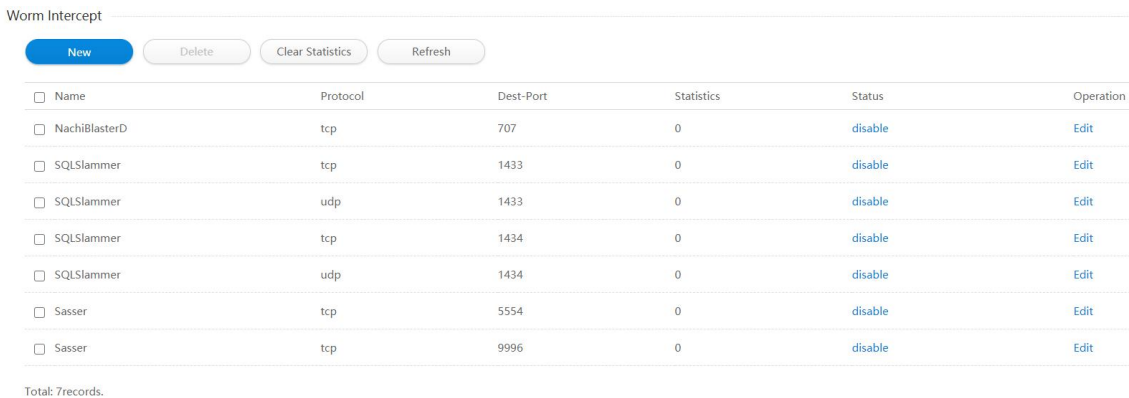 Worm Intercept
New Delete Clear Statistics Refresh
Name Protocol Dest-Port Statistics Status Operation
NachiBlasterD tcp 707 0 disable Edit
SQLSlammer tcp 1433 0 disable Edit
SQLSlammer udp 1433 0 disable Edit
SQLSlammer tcp 1434 0 disable Edit
SQLSlammer udp 1434 0 disable Edit
Sasser tcp 5554 0 disable Edit
Sasser tcp 9996 0 disable Edit
Total: 7records.